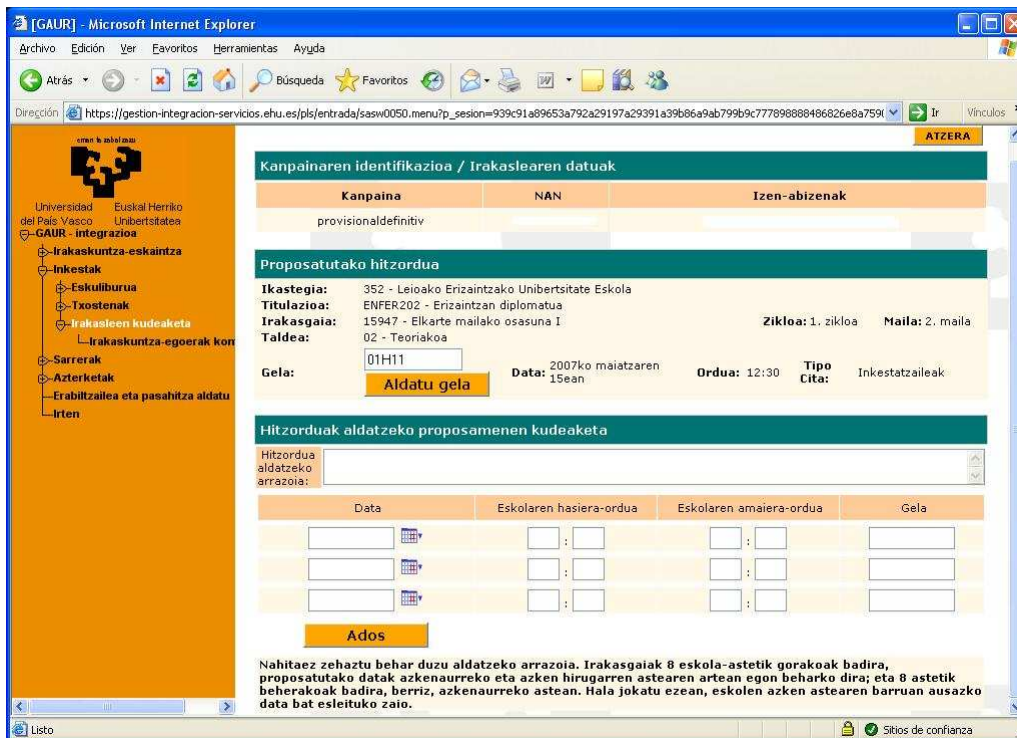 [GAUR] - Microsoft Internet Explorer
Archivo Edición Ver Favoritos Herramientas Ayuda
Atrás Búsqueda Favoritos
Dirección https://gestion-integracion-servicios.ehu.es/pls/entrada/sasw0050.menu?p_sesion=939c91a89653a792a29197a29391a39b86a9ab799b9c777898888486826e8a759 Ir Vínculos
ATZERA
eman ta zabal zazu
Universidad Euskal Herriko
del País Vasco Unibertsitatea
GAUR - integrazioa
Irakaskuntza-eskaintza
Inkestak
Eskuliburua
Txostenak
Irakasleen kudeaketa
Irakaskuntza-egoerak kon
Sarrerak
Azterketak
Erabiltzailea eta pasahitza aldatu
Irten
Kanpainaren identifikazioa / Irakaslearen datuak
Kanpaina NAN Izen-abizenak
provisionaldefinitiv
Proposatutako hitzordua
Ikastegia: 352 - Leioako Erizaintzako Unibertsitate Eskola
Titulazioa: ENFER202 - Erizaintzan diplomatua
Irakasgaia: 15947 - Elkarte mailako osasuna I Zikloa: 1. zikloa Maila: 2. maila
Taldea: 02 - Teoriakoa
Gela: 01H11 Data: 2007ko maiatzaren 15ean Ordua: 12:30 Tipo Cita: Inkestatzaileak
Aldatu gela
Hitzorduak aldatzeko proposamenen kudeaketa
Hitzordua
aldatzeko
arrazoia:
Data Eskolaren hasiera-ordua Eskolaren amaiera-ordua Gela
: :
: :
: :
Ados
Nahitaez zehaztu behar duzu aldatzeko arrazoia. Irakasgaiak 8 eskola-astetik gorakoak badira,
proposatutako datak azkenaurreko eta azken hirugarren astearen artean egon beharko dira; eta 8 astetik
beherakoak badira, berriz, azkenaurreko astean. Hala jokatu ezean, eskolen azken astearen barruan ausazko
data bat esleituko zaio.
Listo Sitios de confianza